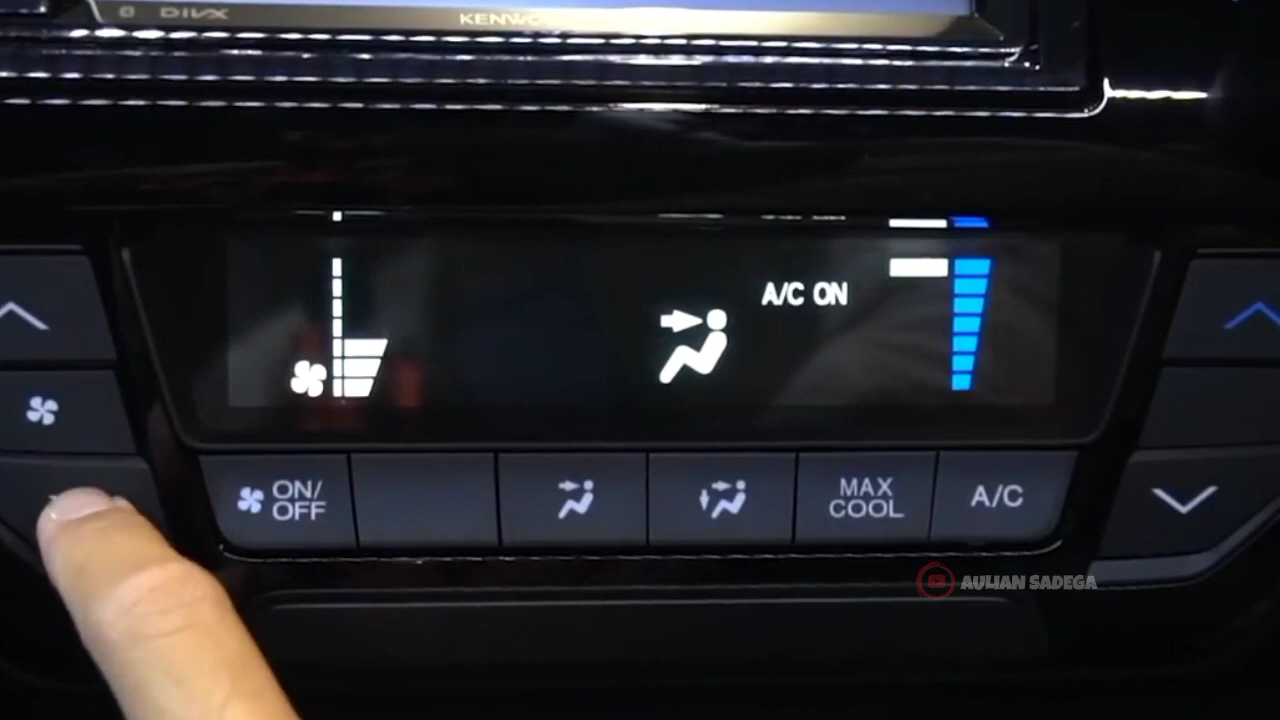 DIVX
KENWO
A/C ON
ON/
OFF
MAX
COOL
A/C
AULIAN SADEGA